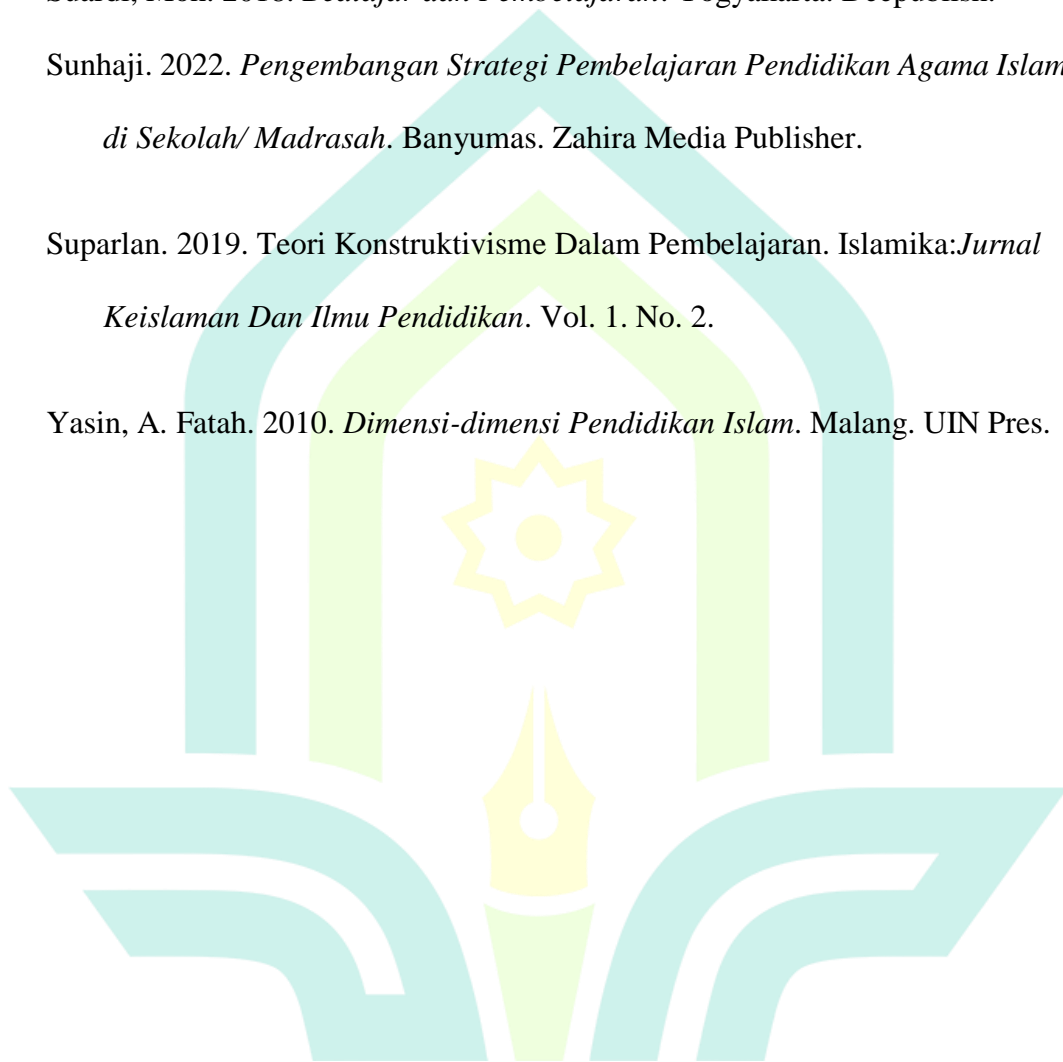 dan Yogyakarta.
Sunhaji. 2022. Pengembangan Strategi Pembelajaran Pendidikan Agama Islam
di Sekolah/ Madrasah. Banyumas. Zahira Media Publisher.
Suparlan. 2019. Teori Konstruktivisme Dalam Pembelajaran. Islamika:Jurnal
Keislaman Dan Ilmu Pendidikan. Vol. 1. No. 2.
Yasin, A. Fatah. 2010. Dimensi-dimensi Pendidikan Islam. Malang. UIN Pres.